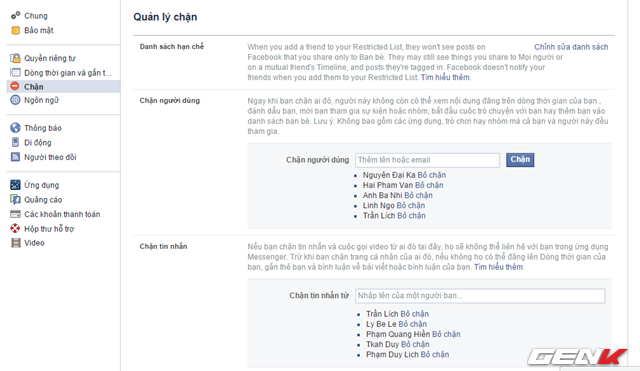 Chung
Bảo mật
Quyền riêng tư
Dòng thời gian và gắn t...
Chặn
Ngôn ngữ
Thông báo
Di động
Người theo dõi
Ứng dụng
Quảng cáo
Các khoản thanh toán
Hộp thư hỗ trợ
Video
Quản lý chặn
Danh sách hạn chế
When you add a friend to your Restricted List, they won't see posts on
Facebook that you share only to Bạn bè. They may still see things you share to Mọi người or
on a mutual friend's Timeline, and posts they're tagged in. Facebook doesn't notify your
friends when you add them to your Restricted List. Tìm hiểu thêm.
Chỉnh sửa danh sách
Chặn người dùng
Ngay khi bạn chặn ai đó, người này không còn có thể xem nội dung đăng trên dòng thời gian của bạn ,
đánh dấu bạn, mời bạn tham gia sự kiện hoặc nhóm, bắt đầu cuộc trò chuyện với bạn hay thêm bạn vào
danh sách bạn bè. Lưu ý: Không bao gồm các ứng dụng, trò chơi hay nhóm mà cả bạn và người này đều
tham gia.
Chặn người dùng
Thêm tên hoặc email
Chặn
Nguyên Đại Ka Bỏ chặn
Hai Pham Van Bỏ chặn
Anh Ba Nhi Bỏ chặn
Linh Ngo Bỏ chặn
Trần Lích Bỏ chặn
Chặn tin nhắn
Nếu bạn chặn tin nhắn và cuộc gọi video từ ai đó tại đây, họ sẽ không thể liên hệ với bạn trong ứng dụng
Messenger. Trừ khi bạn chặn trang cá nhân của ai đó, nếu không họ có thể đăng lên Dòng thời gian của
bạn, gắn thẻ bạn và bình luận về bài viết hoặc bình luận của bạn. Tìm hiểu thêm.
Chặn tin nhắn từ
Nhập tên của một người bạn...
Trần Lích Bỏ chặn
Ly Be Le Bỏ chặn
Phạm Quang Hiền Bỏ chặn
Tkah Duy Bỏ chặn
Phạm Duy Lịch Bỏ chặn
GENK